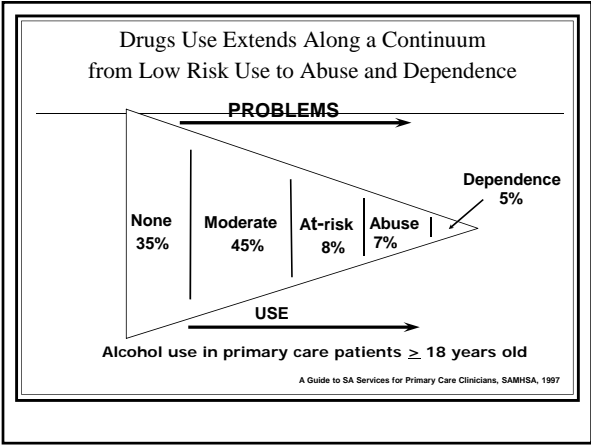 Drugs Use Extends Along a Continuum
from Low Risk Use to Abuse and Dependence
PROBLEMS
Dependence
5%
None
35%
Moderate
45%
At-risk
8%
Abuse
7%
USE
Alcohol use in primary care patients ≥ 18 years old
A Guide to SA Services for Primary Care Clinicians, SAMHSA, 1997